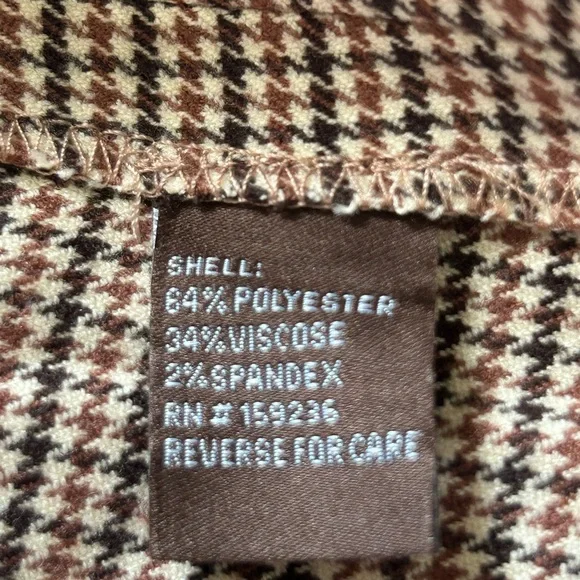 SHELL:
64% POLYESTER
34% VISCOSE
2% SPANDEX
RN # 159236
REVERSE FOR CARE